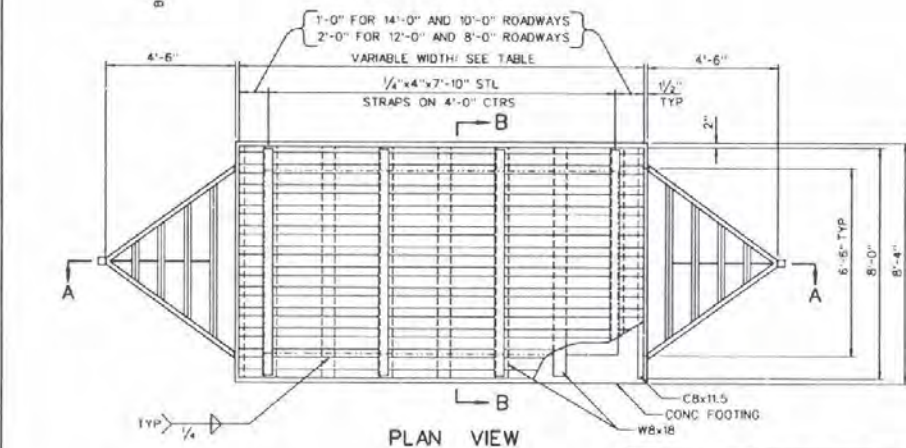 8
1'-0" FOR 14'-0" AND 10'-0" ROADWAYS
2'-0" FOR 12'-0" AND 8'-0" ROADWAYS
4'-6"
VARIABLE WIDTH/ SEE TABLE
4'-6"
1/4"x4"x7'-10" STL
STRAPS ON 4'-0" CTRS
1 1/2"
TYP
B
2"
A
A
6'-6" TYP
8'-0"
8'-4"
TYP
1/4
B
C8x11.5
CONC FOOTING
W8x18
PLAN VIEW